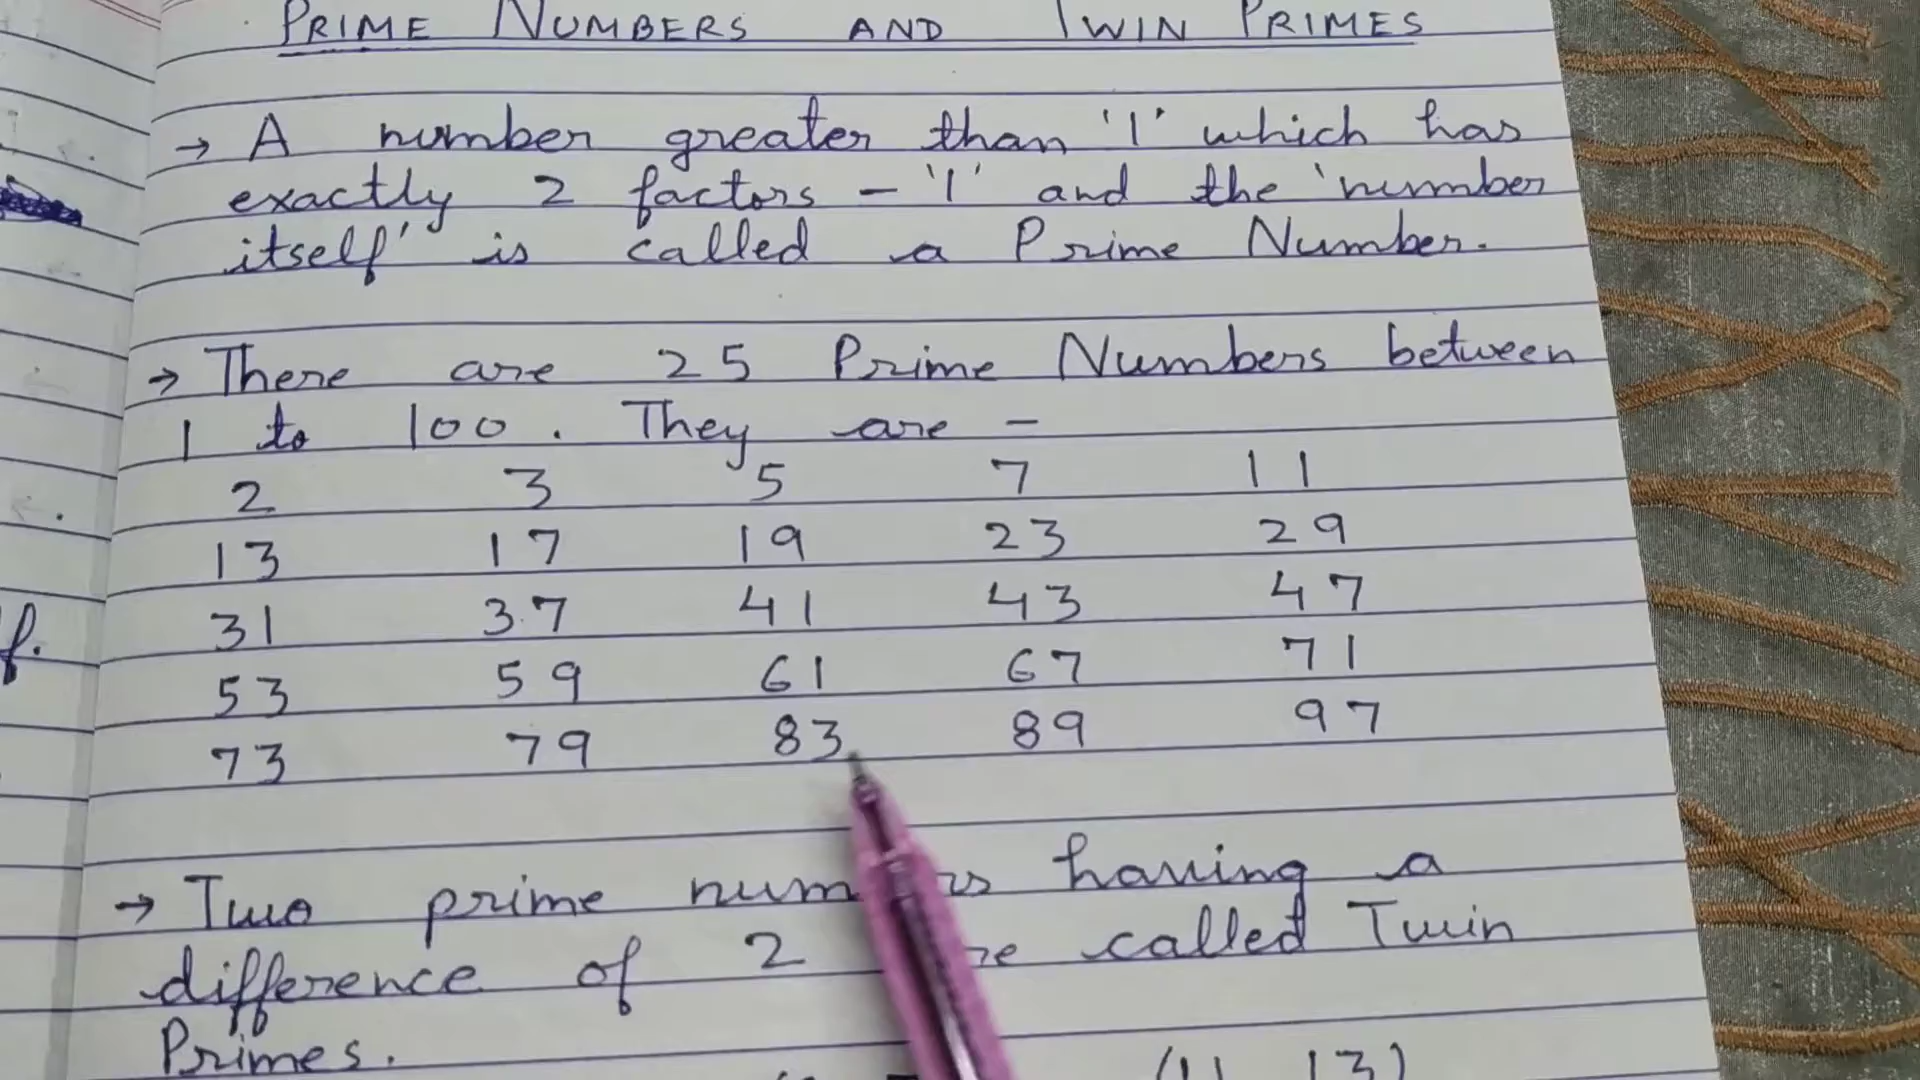 PRIME NUMBERS AND TWIN PRIMES
→ A number greater than '1' which has
exactly 2 factors – '1' and the 'number
itself' is called a Prime Number.
→ There are 25 Prime Numbers between
1 to 100. They are –
2 3 5 7 11
13 17 19 23 29
31 37 41 43 47
53 59 61 67 71
73 79 83 89 97
→ Two prime having a
difference of 2 called Twin
Primes.
(11, 13)
f.